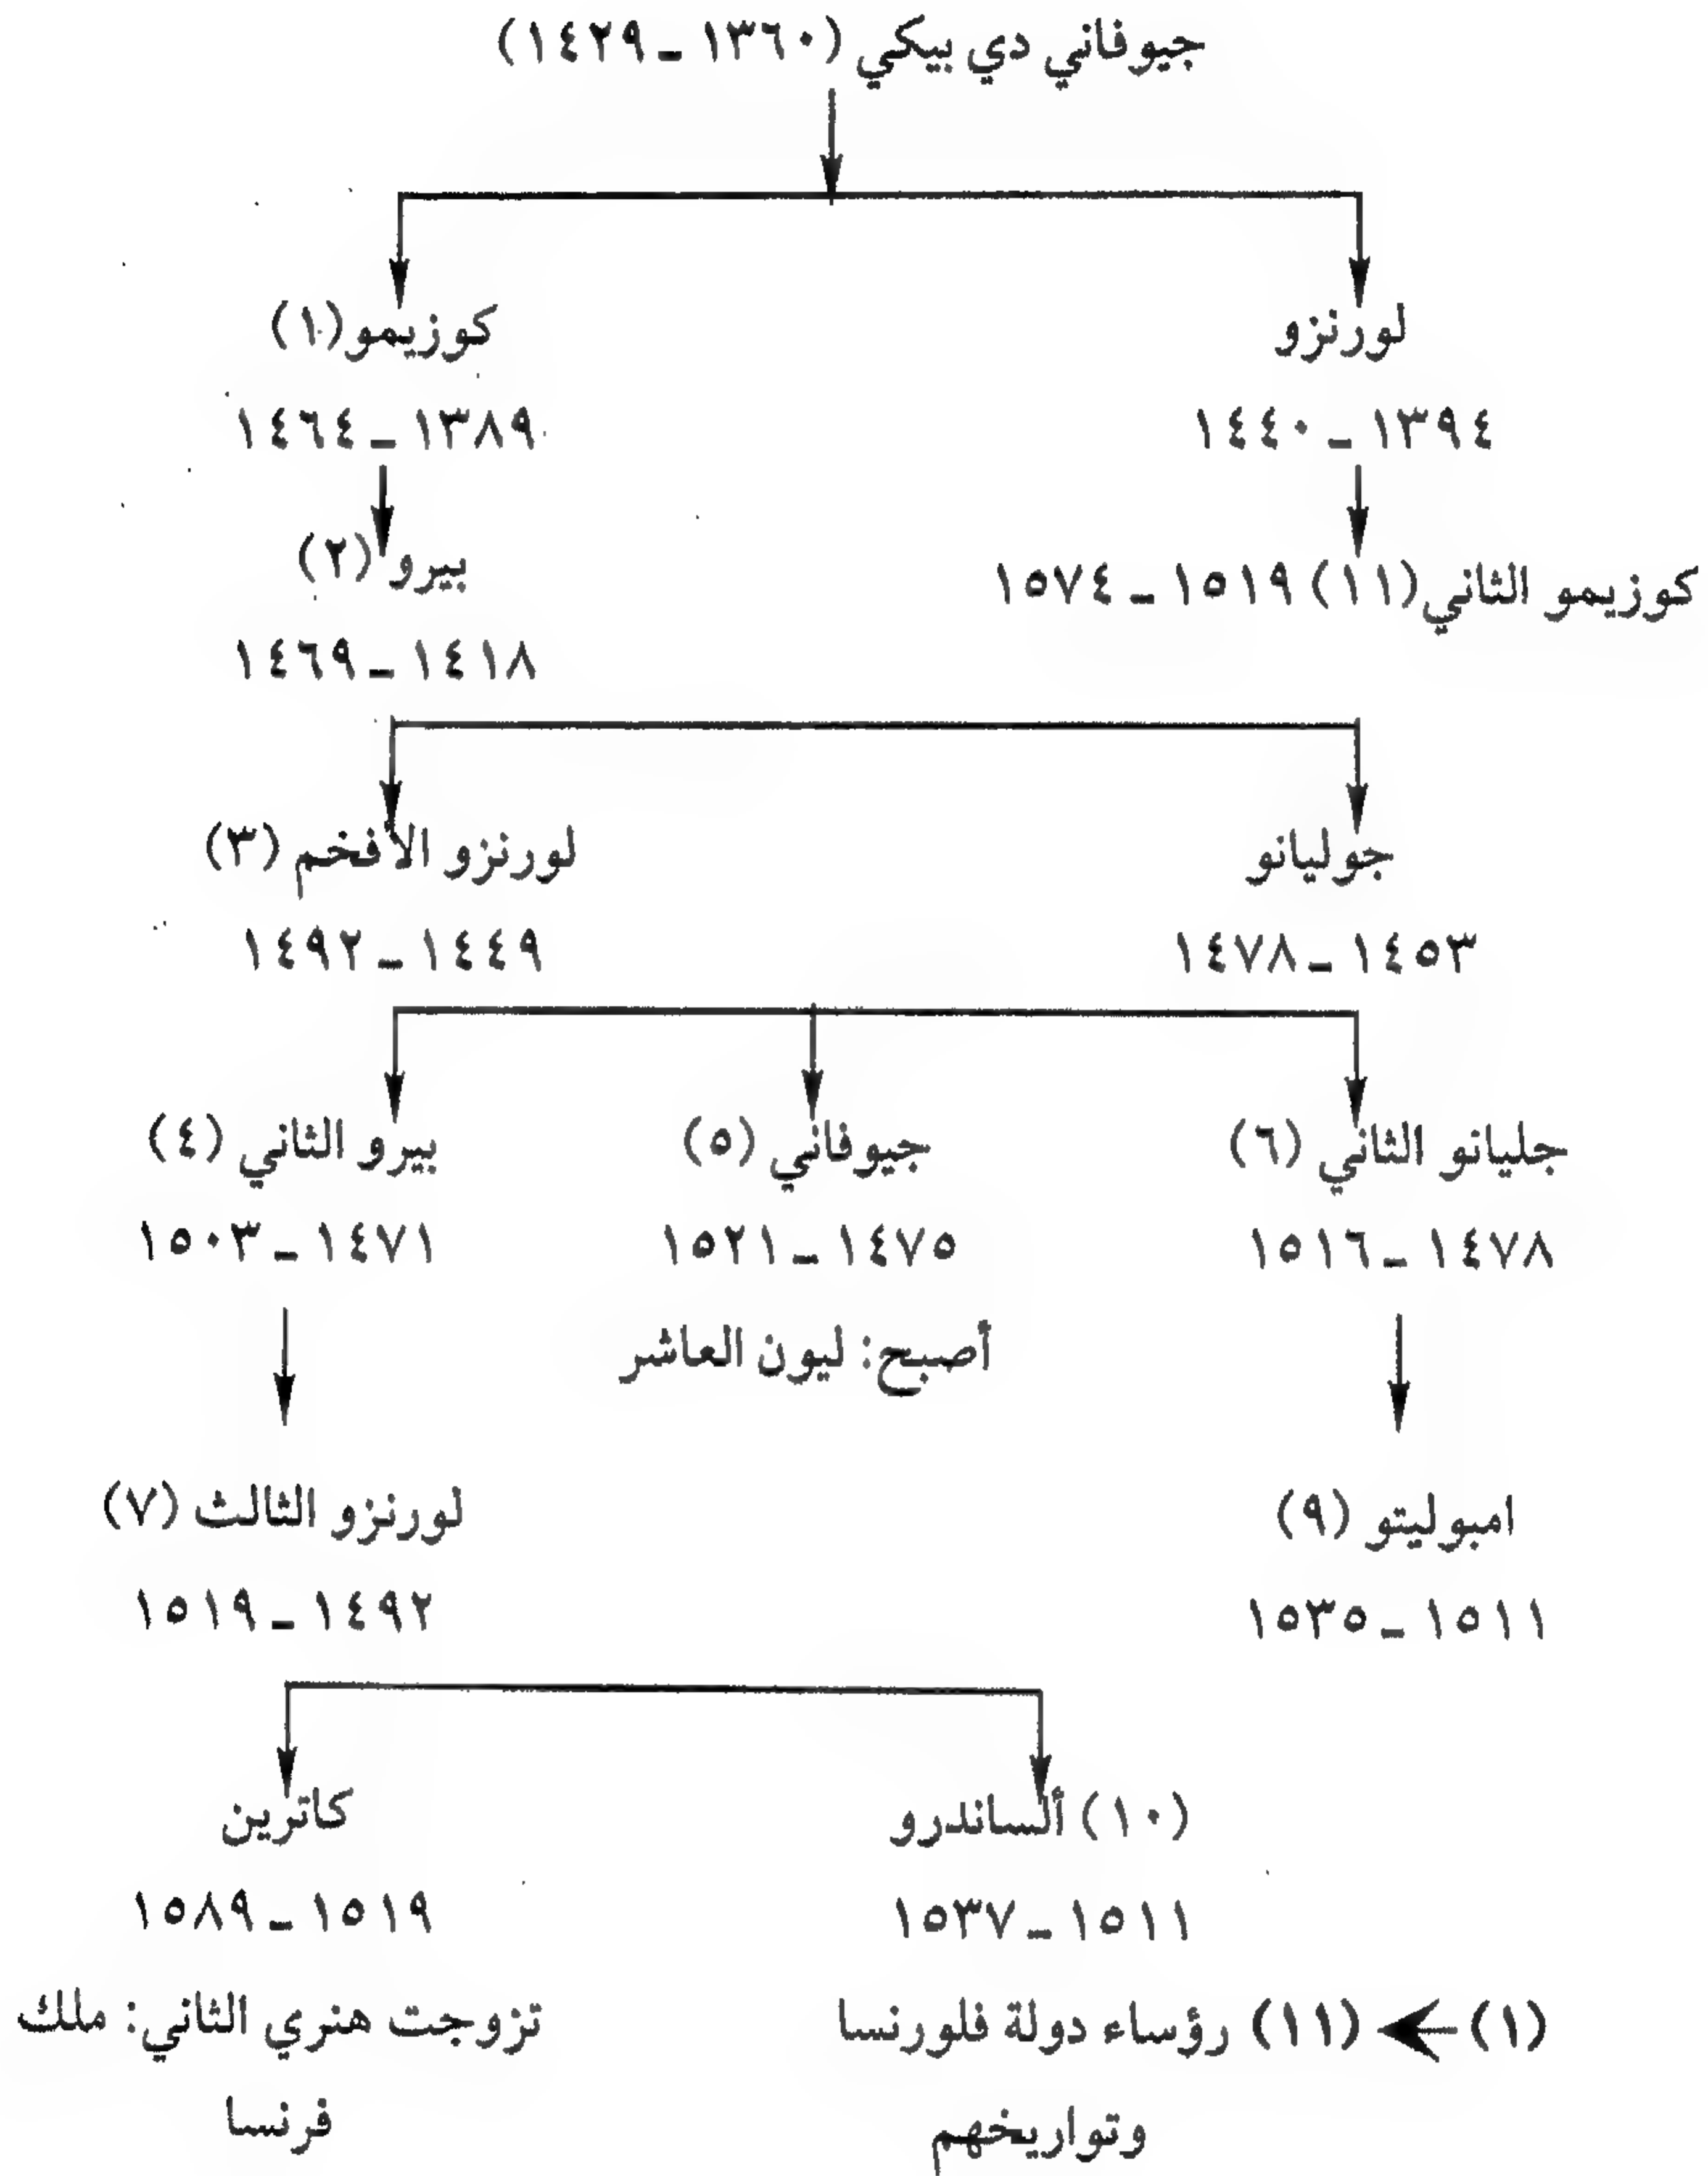 جيوفاني دي بيكي (١٣٦٠ - ١٤٢٩)
لورنزو
١٣٩٤ - ١٤٤٠
كوزيمو (١)
١٣٨٩ - ١٤٦٤
كوزيمو الثاني (١١) ١٥١٩ - ١٥٧٤
بيرو (٢)
١٤١٨ - ١٤٦٩
جوليانو
١٤٥٣ - ١٤٧٨
لورنزو الأفخم (٣)
١٤٤٩ - ١٤٩٢
جليانو الثاني (٦)
١٤٧٨ - ١٥١٦
جيوفاني (٥)
١٤٧٥ - ١٥٢١
أصبح: ليون العاشر
بيرو الثاني (٤)
١٤٧١ - ١٥٠٣
امبوليتو (٩)
١٥١١ - ١٥٣٥
لورنزو الثالث (٧)
١٤٩٢ - ١٥١٩
(١٠) ألساندرو
١٥١١ - ١٥٣٧
كاترين
١٥١٩ - ١٥٨٩
تزوجت هنري الثاني: ملك
فرنسا
(١) ← (١١) رؤساء دولة فلورنسا
وتواريخهم